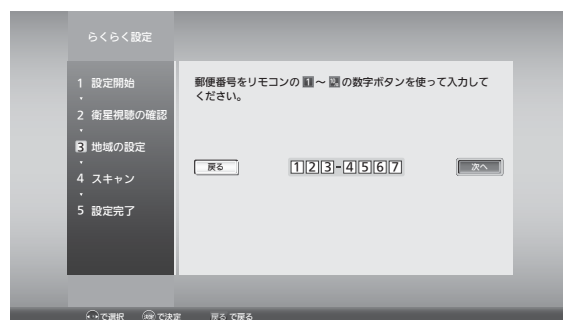 らくらく設定
1 設定開始
2 衛星視聴の確認
3 地域の設定
4 スキャン
5 設定完了
郵便番号をリモコンの 1 ~ の数字ボタンを使って入力して
ください。
戻る
123-4567
次へ
で選択 決定 で決定 戻る で戻る